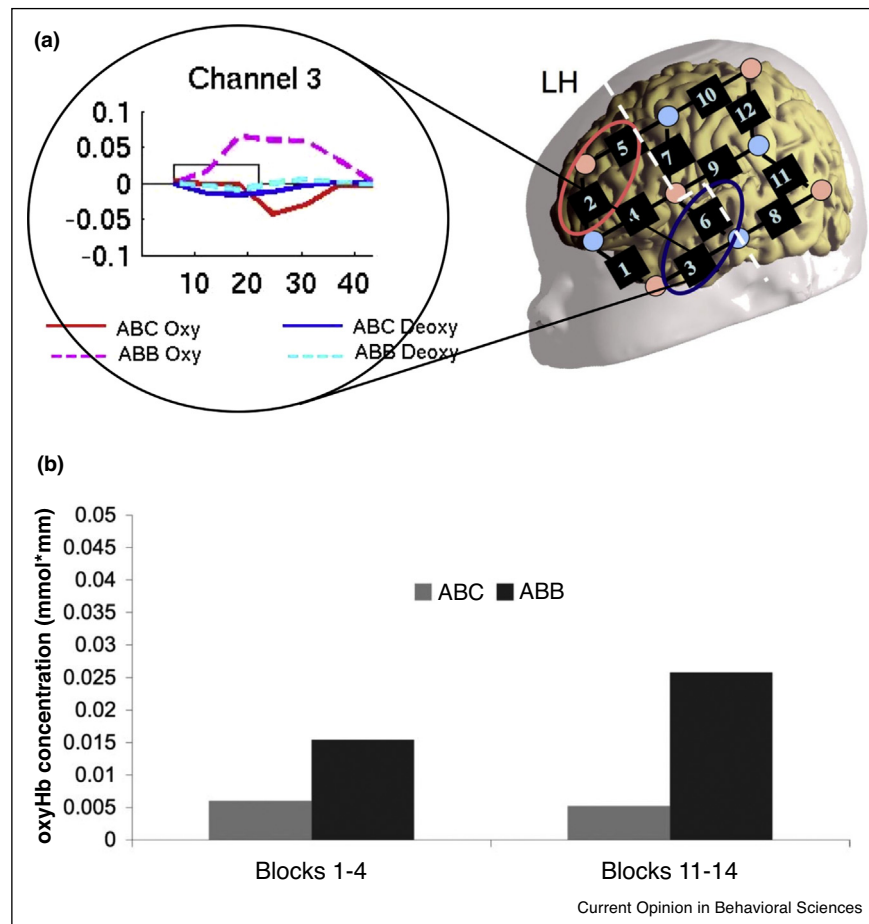 (a)
Channel 3
0.1
0.05
0
-0.05
-0.1
10 20 30 40
ABC Oxy ABC Deoxy
ABB Oxy ABB Deoxy
LH
10
12
5
7
9
11
2
4
6
8
3
1
(b)
oxyHb concentration (mmol*mm)
0.05
0.045
0.04
0.035
0.03
0.025
0.02
0.015
0.01
0.005
0
ABC ABB
Blocks 1-4 Blocks 11-14
Current Opinion in Behavioral Sciences